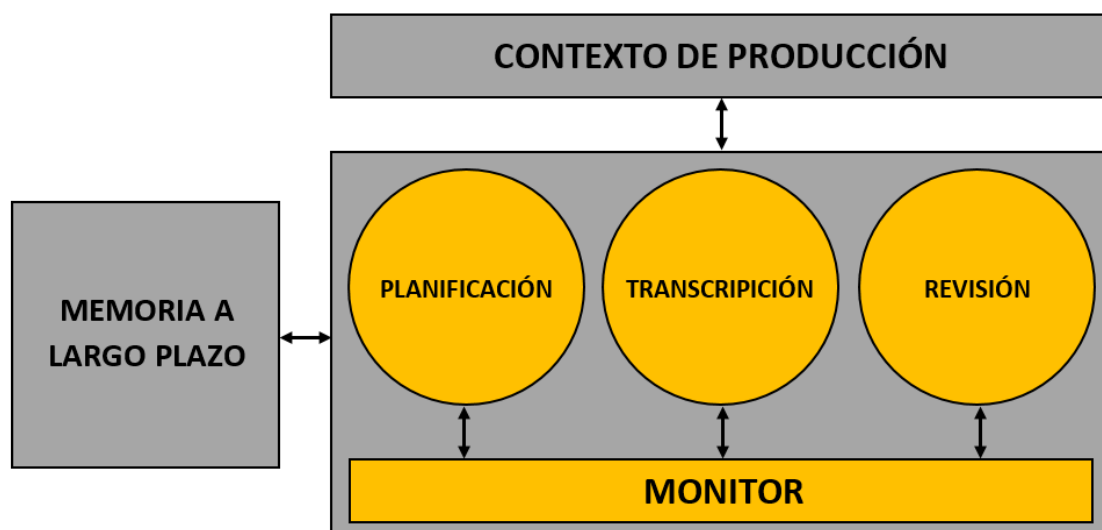 CONTEXTO DE PRODUCCIÓN
MEMORIA A
LARGO PLAZO
PLANIFICACIÓN
TRANSCRIPICIÓN
REVISIÓN
MONITOR